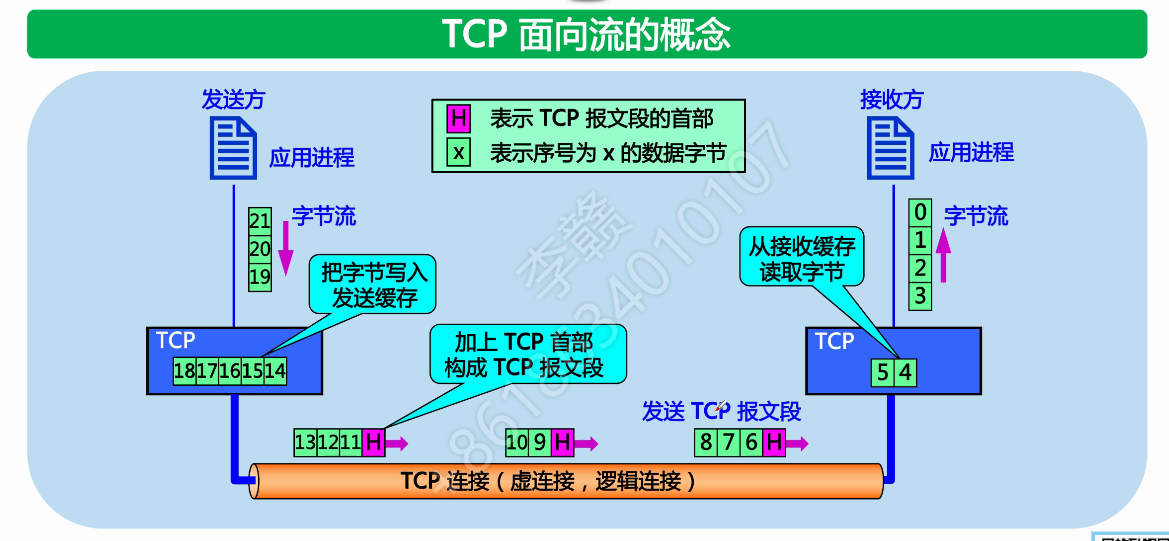 TCP 面向流的概念
发送方
应用进程
H 表示 TCP 报文段的首部
x 表示序号为 x 的数据字节
接收方
应用进程
21
20
19
字节流
把字节写入
发送缓存
从接收缓存
读取字节
0
1
2
3
字节流
TCP
18 17 16 15 14
加上 TCP 首部
构成 TCP 报文段
TCP
5 4
发送 TCP 报文段
13 12 11 H
10 9 H
8 7 6 H
TCP 连接（虚连接，逻辑连接）